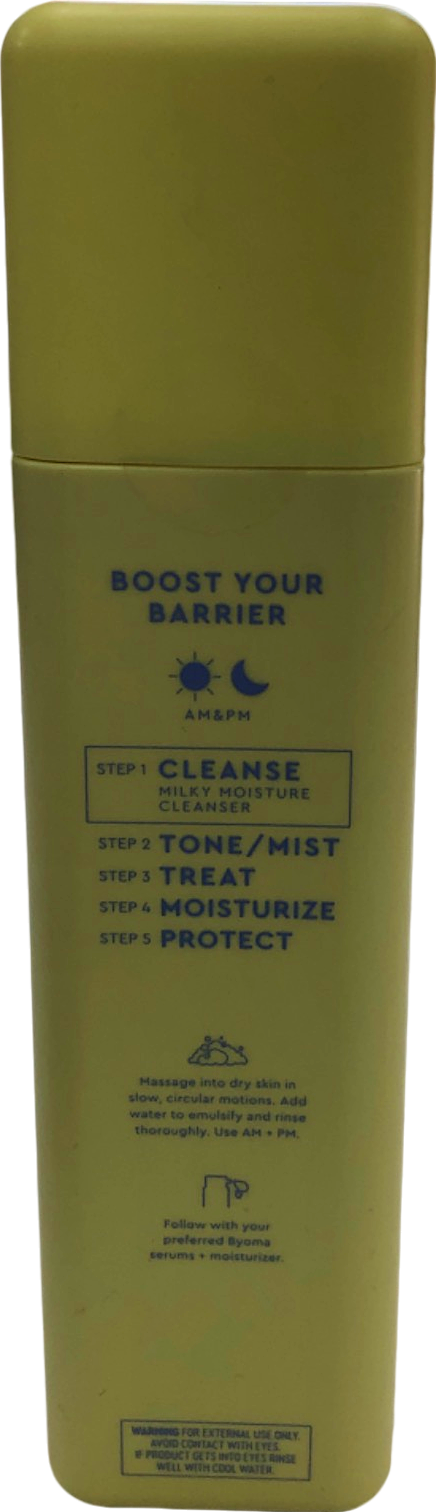 BOOST YOUR
BARRIER
AM&PM
STEP 1 CLEANSE
MILKY MOISTURE
CLEANSER
STEP 2 TONE/MIST
STEP 3 TREAT
STEP 4 MOISTURIZE
STEP 5 PROTECT
Massage into dry skin in
slow, circular motions. Add
water to emulsify and rinse
thoroughly. Use AM + PM.
Follow with your
preferred Byoma
serums + moisturizer.
WARNING FOR EXTERNAL USE ONLY.
AVOID CONTACT WITH EYES.
IF PRODUCT GETS INTO EYES RINSE
WELL WITH COOL WATER.